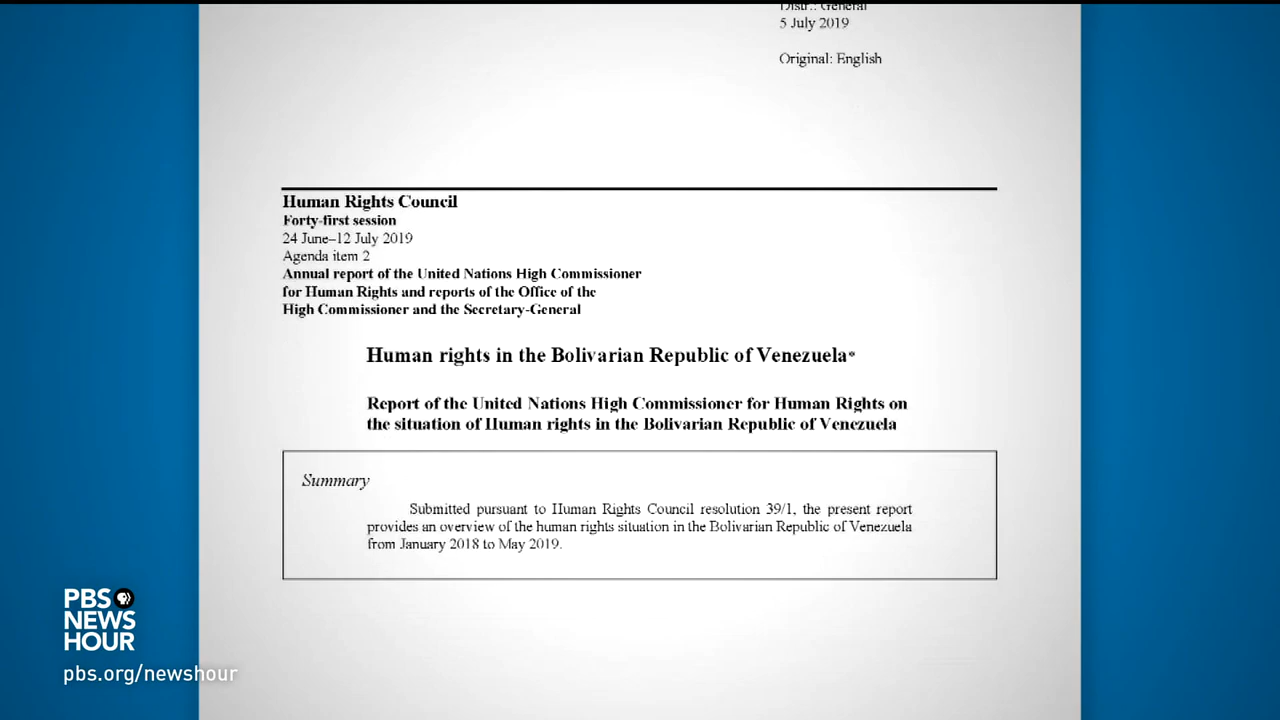 Distr.: General
5 July 2019
Original: English
Human Rights Council
Forty-first session
24 June–12 July 2019
Agenda item 2
Annual report of the United Nations High Commissioner
for Human Rights and reports of the Office of the
High Commissioner and the Secretary-General
Human rights in the Bolivarian Republic of Venezuela*
Report of the United Nations High Commissioner for Human Rights on
the situation of Human rights in the Bolivarian Republic of Venezuela
Summary
Submitted pursuant to Human Rights Council resolution 39/1, the present report
provides an overview of the human rights situation in the Bolivarian Republic of Venezuela
from January 2018 to May 2019.
PBS
NEWS
HOUR
pbs.org/newshour